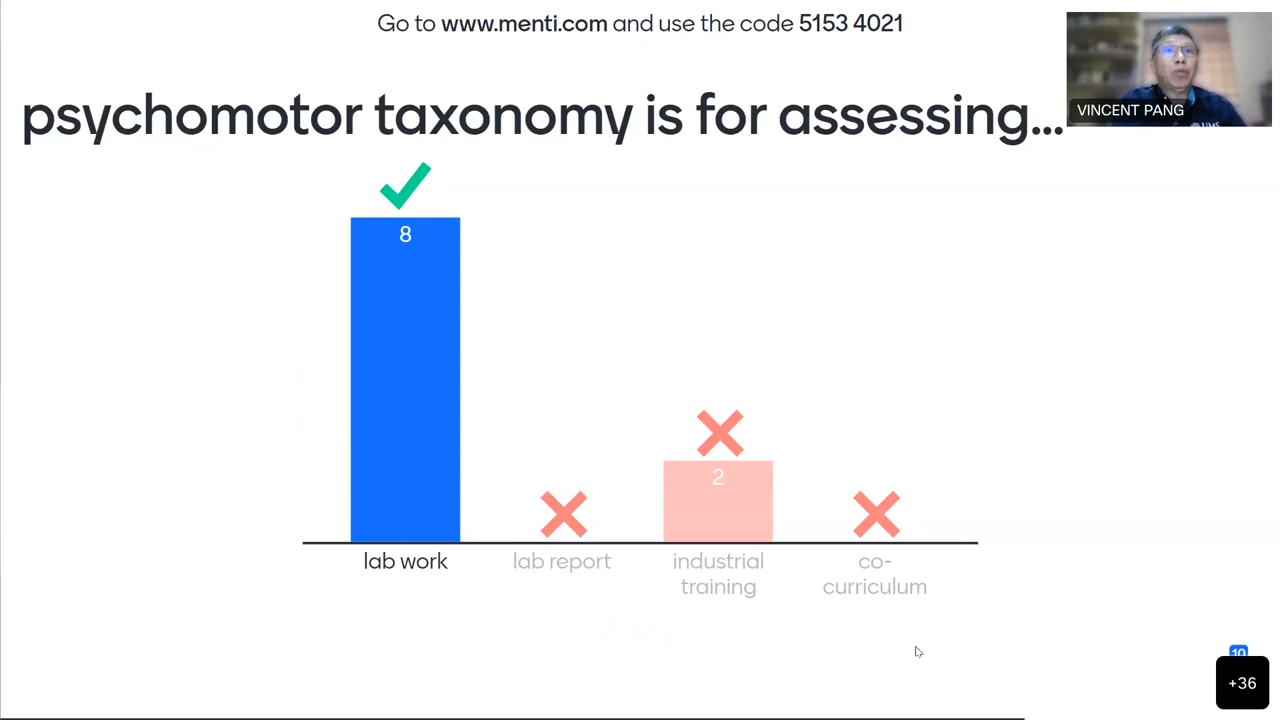 Go to www.menti.com and use the code 5153 4021
VINCENT PANG
UMS
psychomotor taxonomy is for assessing...
8
2
lab work
lab report
industrial
training
co-
curriculum
10
+36